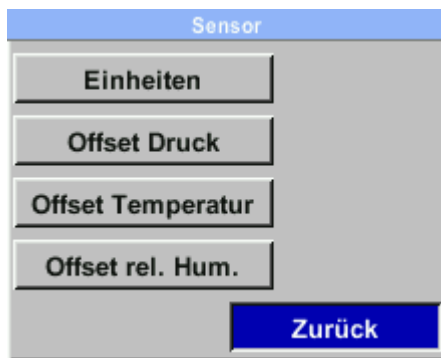 Sensor
Einheiten
Offset Druck
Offset Temperatur
Offset rel. Hum.
Zurück